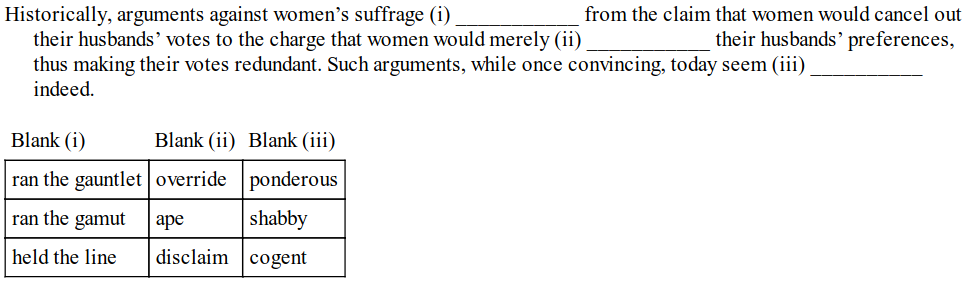 Historically, arguments against women’s suffrage (i) ___________ from the claim that women would cancel out
their husbands’ votes to the charge that women would merely (ii) ___________ their husbands’ preferences,
thus making their votes redundant. Such arguments, while once convincing, today seem (iii) __________
indeed.
Blank (i) Blank (ii) Blank (iii)
ran the gauntlet override ponderous
ran the gamut ape shabby
held the line disclaim cogent